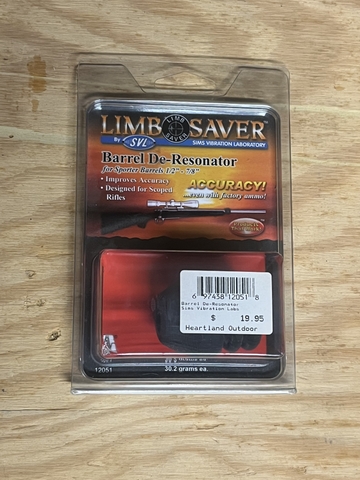 LIMB SAVER
LIMB SAVER
By SVL SIMS VIBRATION LABORATORY
Barrel De-Resonator
for Sporter Barrels 1/2" - 7/8"
• Improves Accuracy
• Designed for Scoped
Rifles
ACCURACY!
...even with factory ammo!
6 97438 12051 8
Barrel De-Resonator
Sims Vibration Labs
$ 19.95
Heartland Outdoor
30.2 grams ea.
12051